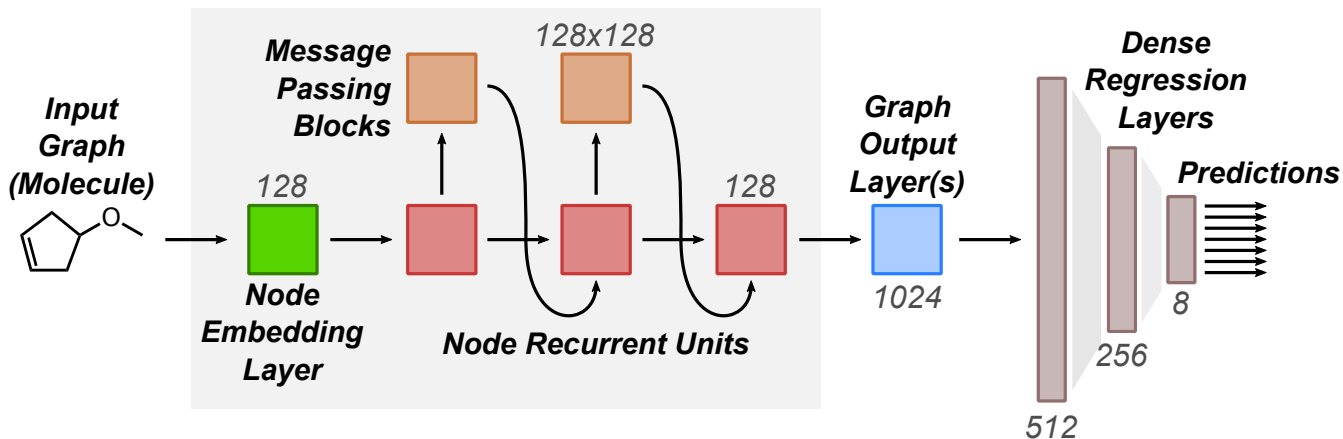 Input
Graph
(Molecule)
O
128
Node
Embedding
Layer
Message
Passing
Blocks
128x128
128
Node Recurrent Units
Graph
Output
Layer(s)
1024
Dense
Regression
Layers
512
256
8
Predictions